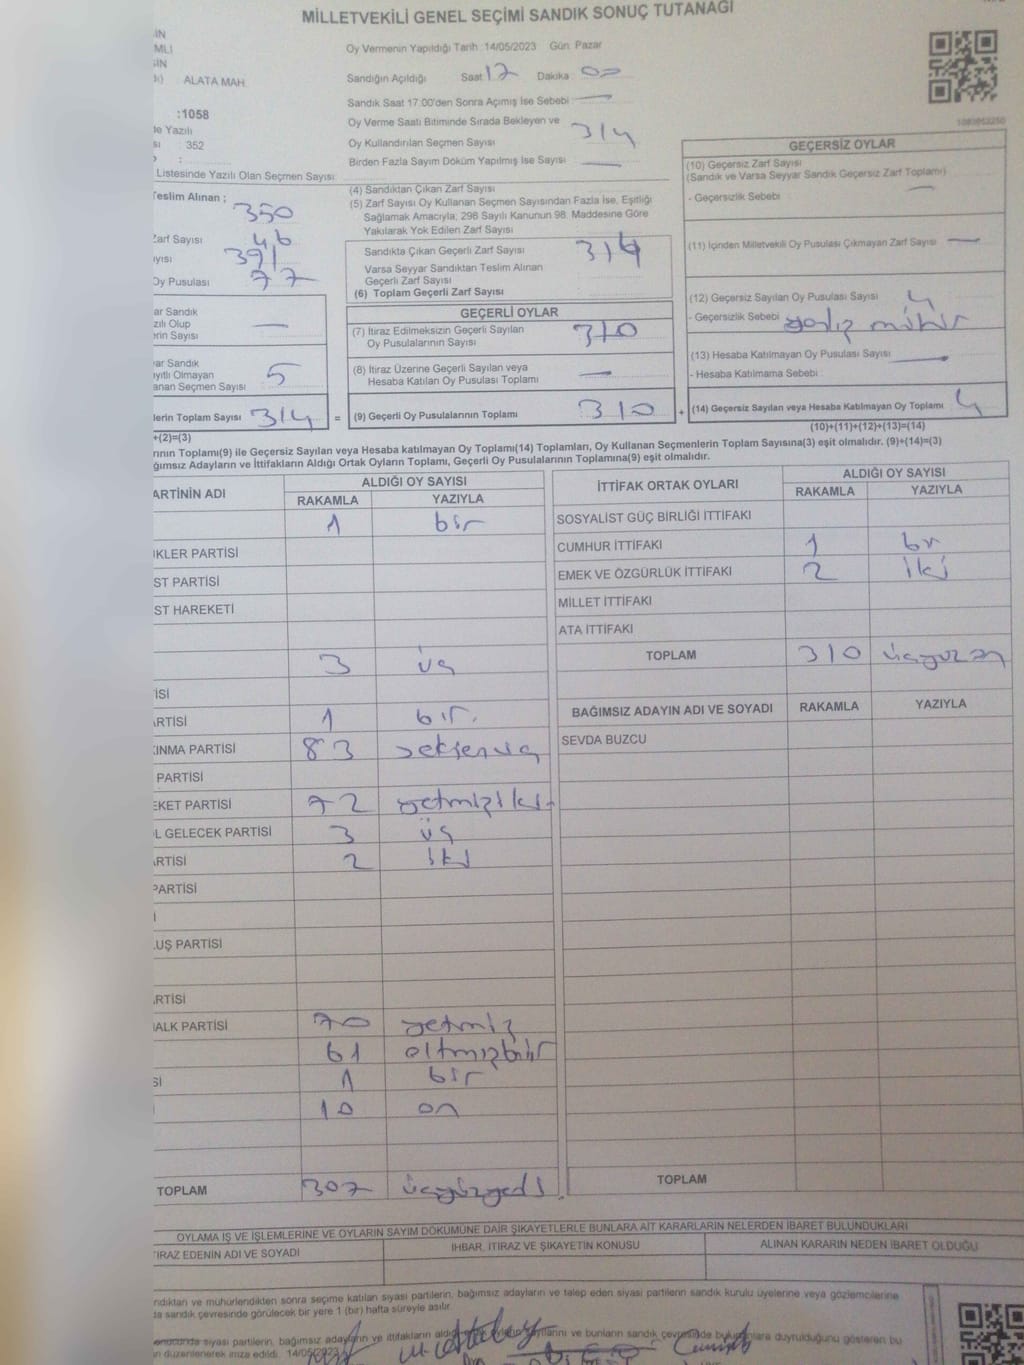 MİLLETVEKİLİ GENEL SEÇİMİ SANDIK SONUÇ TUTANAĞI
Oy Vermenin Yapıldığı Tarih 14/05/2023 Gün: Pazar
MLI
ALATA MAH.
Sandığın Açıldığı Saat 17 Dakika 00
Sandık Saat 17:00'den Sonra Açımış İse Sebebi
:1058
Oy Verme Saati Bitiminde Sırada Bekleyen ve
Oy Kullandırılan Seçmen Sayısı 314
352
Birden Fazla Sayım Döküm Yapılmış İse Sayısı
Listesinde Yazılı Olan Seçmen Sayısı
Teslim Alınan ; 350
Zarf Sayısı 46
391
Oy Pusulası 77
(4) Sandıktan Çıkan Zarf Sayısı
(5) Zarf Sayısı Oy Kullanan Seçmen Sayısından Fazla İse, Eşitliği
Sağlamak Amacıyla; 298 Sayılı Kanunun 98. Maddesine Göre
Yakılarak Yok Edilen Zarf Sayısı
Sandıkta Çıkan Geçerli Zarf Sayısı 314
Varsa Seyyar Sandıktan Teslim Alınan
Geçerli Zarf Sayısı
(6) Toplam Geçerli Zarf Sayısı
GEÇERSİZ OYLAR
(10) Geçersiz Zarf Sayısı
(Sandık ve Varsa Seyyar Sandık Geçersiz Zarf Toplamı)
- Geçersizlik Sebebi
(11) İçinden Milletvekili Oy Pusulası Çıkmayan Zarf Sayısı
(12) Geçersiz Sayılan Oy Pusulası Sayısı 4
- Geçersizlik Sebebi
(13) Hesaba Katılmayan Oy Pusulası Sayısı
- Hesaba Katılmama Sebebi
ar Sandık
zılı Olup
rin Sayısı
ar Sandık
yıtlı Olmayan
anan Seçmen Sayısı 5
GEÇERLİ OYLAR
(7) İtiraz Edilmeksizin Geçerli Sayılan
Oy Pusulalarının Sayısı 310
(8) İtiraz Üzerine Geçerli Sayılan veya
Hesaba Katılan Oy Pusulası Toplamı
lerin Toplam Sayısı 314 = (9) Geçerli Oy Pusulalarının Toplamı 310 + (14) Geçersiz Sayılan veya Hesaba Katılmayan Oy Toplamı 4
+(2)=(3) (10)+(11)+(12)+(13)=(14)
rının Toplamı(9) ile Geçersiz Sayılan veya Hesaba katılmayan Oy Toplamı(14) Toplamları, Oy Kullanan Seçmenlerin Toplam Sayısına(3) eşit olmalıdır. (9)+(14)=(3)
ğımsız Adayların ve İttifakların Aldığı Ortak Oyların Toplamı, Geçerli Oy Pusulalarının Toplamına(9) eşit olmalıdır.
ARTİNİN ADI ALDIĞI OY SAYISI
RAKAMLA YAZIYLA
1 bir
KLER PARTİSİ
ST PARTİSİ
ST HAREKETİ
3 üç
İSİ
ARTİSİ 1 bir.
KINMA PARTİSİ 83 seksenüç
PARTİSİ
EKET PARTİSİ 72 yetmişiki
L GELECEK PARTİSİ 3 üç
ARTİSİ 2 iki
PARTİSİ
İ
LUŞ PARTİSİ
ARTİSİ
HALK PARTİSİ 70 yetmiş
61 altmışbir
Sİ 1 bir
10 on
TOPLAM 307 üçyüzyedi
İTTİFAK ORTAK OYLARI ALDIĞI OY SAYISI
RAKAMLA YAZIYLA
SOSYALİST GÜÇ BİRLİĞİ İTTİFAKI
CUMHUR İTTİFAKI 1 bir
EMEK VE ÖZGÜRLÜK İTTİFAKI 2 iki
MİLLET İTTİFAKI
ATA İTTİFAKI
TOPLAM 310 üçyüzon
BAĞIMSIZ ADAYIN ADI VE SOYADI RAKAMLA YAZIYLA
SEVDA BUZCU
TOPLAM
OYLAMA İŞ VE İŞLEMLERİNE VE OYLARIN SAYIM DÖKÜMÜNE DAİR ŞİKAYETLERLE BUNLARA AİT KARARLARIN NELERDEN İBARET BULUNDUKLARI
İTİRAZ EDENİN ADI VE SOYADI İHBAR, İTİRAZ VE ŞİKAYETİN KONUSU ALINAN KARARIN NEDEN İBARET OLDUĞU
ndıktan ve mühürlendikten sonra seçime katılan siyasi partilerin, bağımsız adayların ve talep eden siyasi partilerin sandık kurulu üyelerine veya gözlemcilerine
da sandık çevresinde görülecek bir yere 1 (bir) hafta süreyle asılır.
siyasi partilerin, bağımsız adayların ve ittifakların aldığı sayılarını ve bunların sandık çevresinde duyrulduğunu gösteren bu
n düzenlenerek imza edildi. 14/05/2023